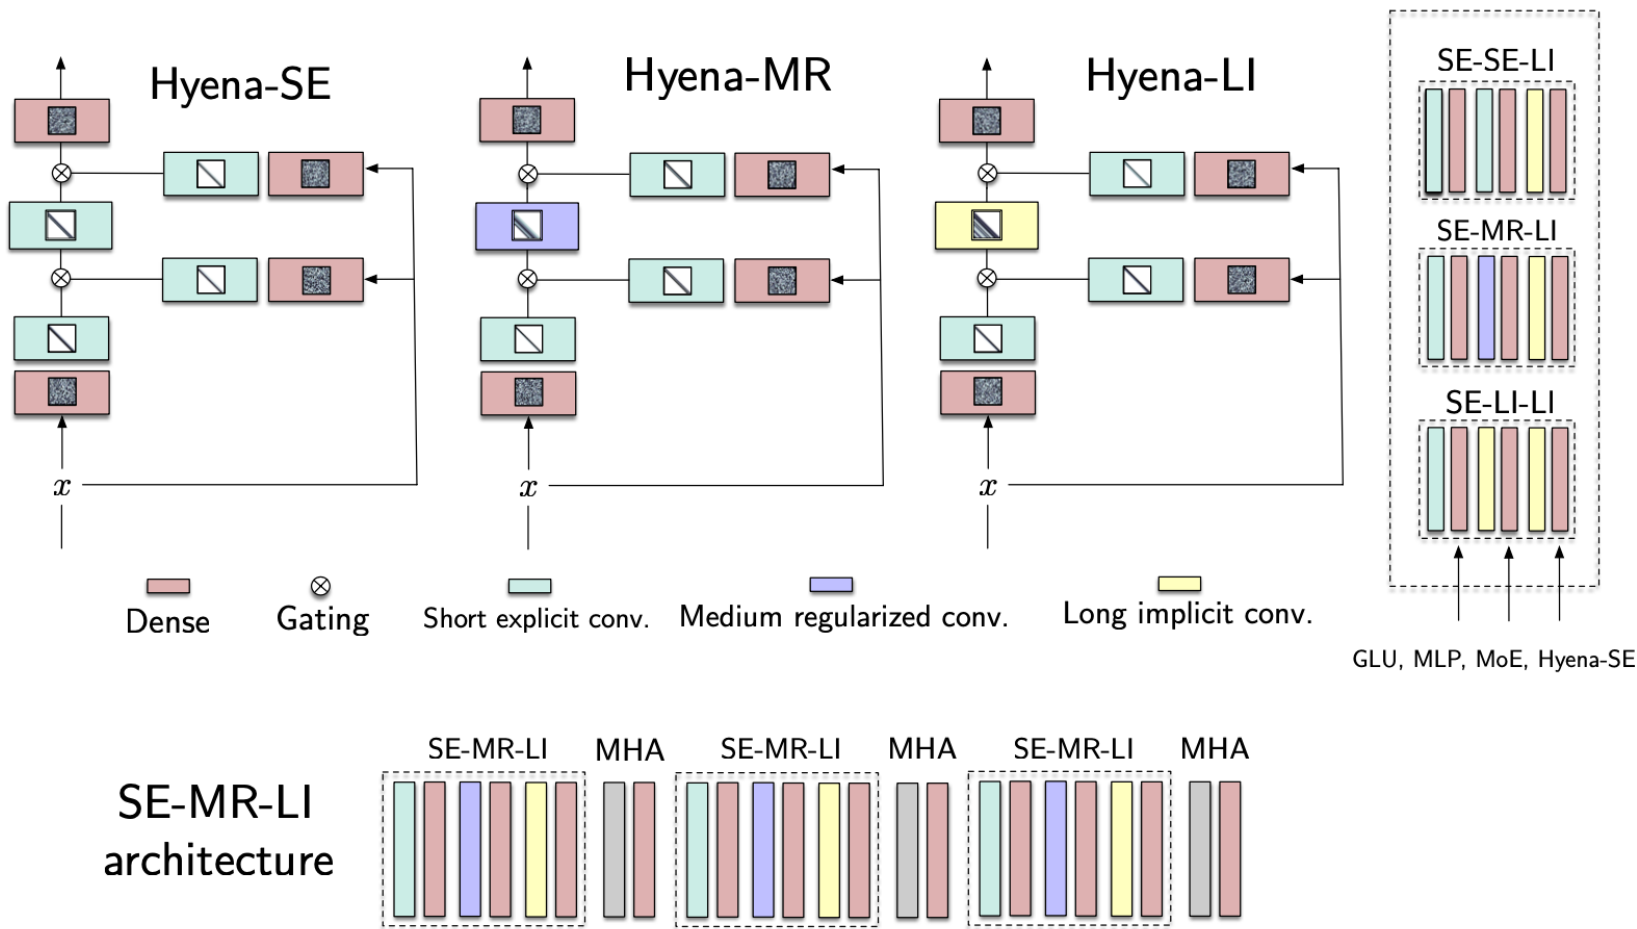 Hyena-SE
Hyena-MR
Hyena-LI
x
x
x
Dense
Gating
Short explicit conv.
Medium regularized conv.
Long implicit conv.
SE-SE-LI
SE-MR-LI
SE-LI-LI
GLU, MLP, MoE, Hyena-SE
SE-MR-LI
architecture
SE-MR-LI
MHA
SE-MR-LI
MHA
SE-MR-LI
MHA